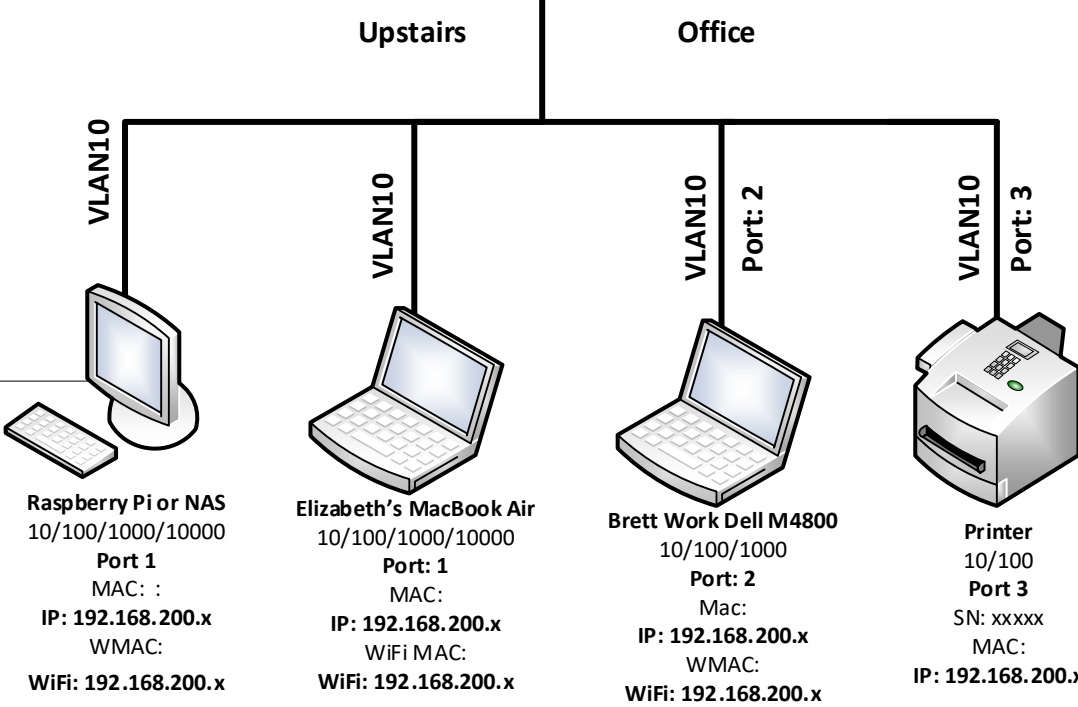 Upstairs
Office
VLAN10
VLAN10
VLAN10
Port: 2
VLAN10
Port: 3
Raspberry Pi or NAS
10/100/1000/10000
Port 1
MAC: :
IP: 192.168.200.x
WMAC:
WiFi: 192.168.200.x
Elizabeth's MacBook Air
10/100/1000/10000
Port: 1
MAC:
IP: 192.168.200.x
WiFi MAC:
WiFi: 192.168.200.x
Brett Work Dell M4800
10/100/1000
Port: 2
Mac:
IP: 192.168.200.x
WMAC:
WiFi: 192.168.200.x
Printer
10/100
Port 3
SN: xxxxx
MAC:
IP: 192.168.200.x